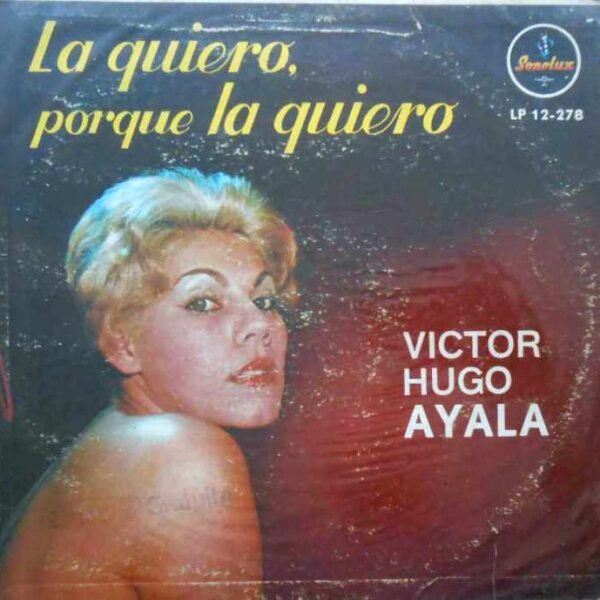 La quiero,
porque la quiero
Sonolux
LP 12-278
VICTOR
HUGO
AYALA